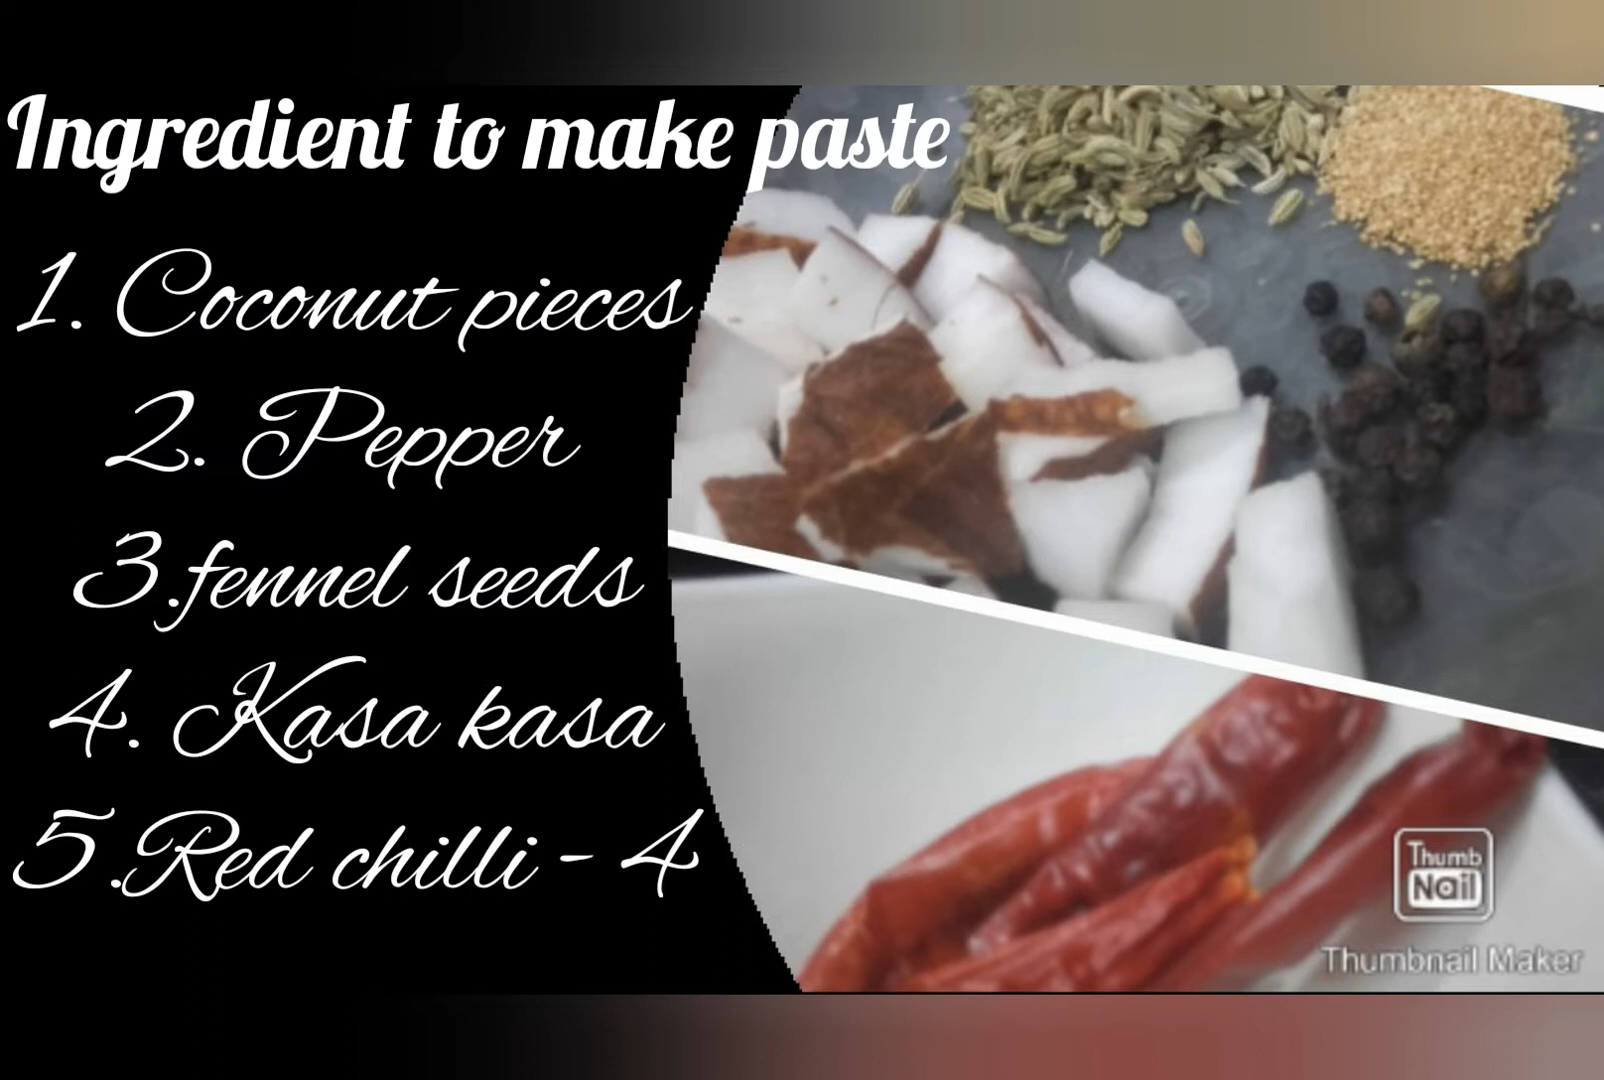 Ingredient to make paste
1. Coconut pieces
2. Pepper
3.fennel seeds
4. Kasa kasa
5.Red chilli - 4
Thumb
Nail
Thumbnail Maker